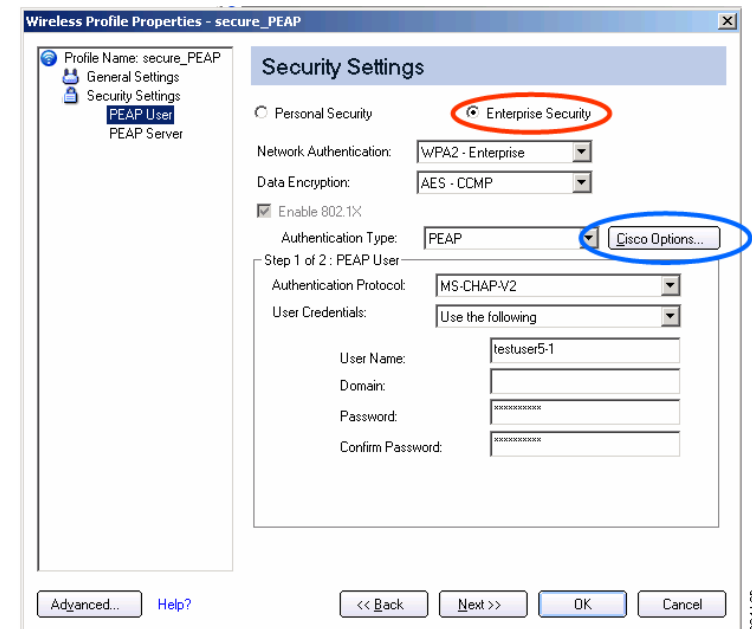 Wireless Profile Properties - secure_PEAP
Profile Name: secure_PEAP
General Settings
Security Settings
PEAP User
PEAP Server
Security Settings
Personal Security
Enterprise Security
Network Authentication: WPA2 - Enterprise
Data Encryption: AES - CCMP
Enable 802.1X
Authentication Type: PEAP Cisco Options...
Step 1 of 2 : PEAP User
Authentication Protocol: MS-CHAP-V2
User Credentials: Use the following
User Name: testuser5-1
Domain:
Password: **********
Confirm Password: **********
Advanced... Help? << Back Next >> OK Cancel